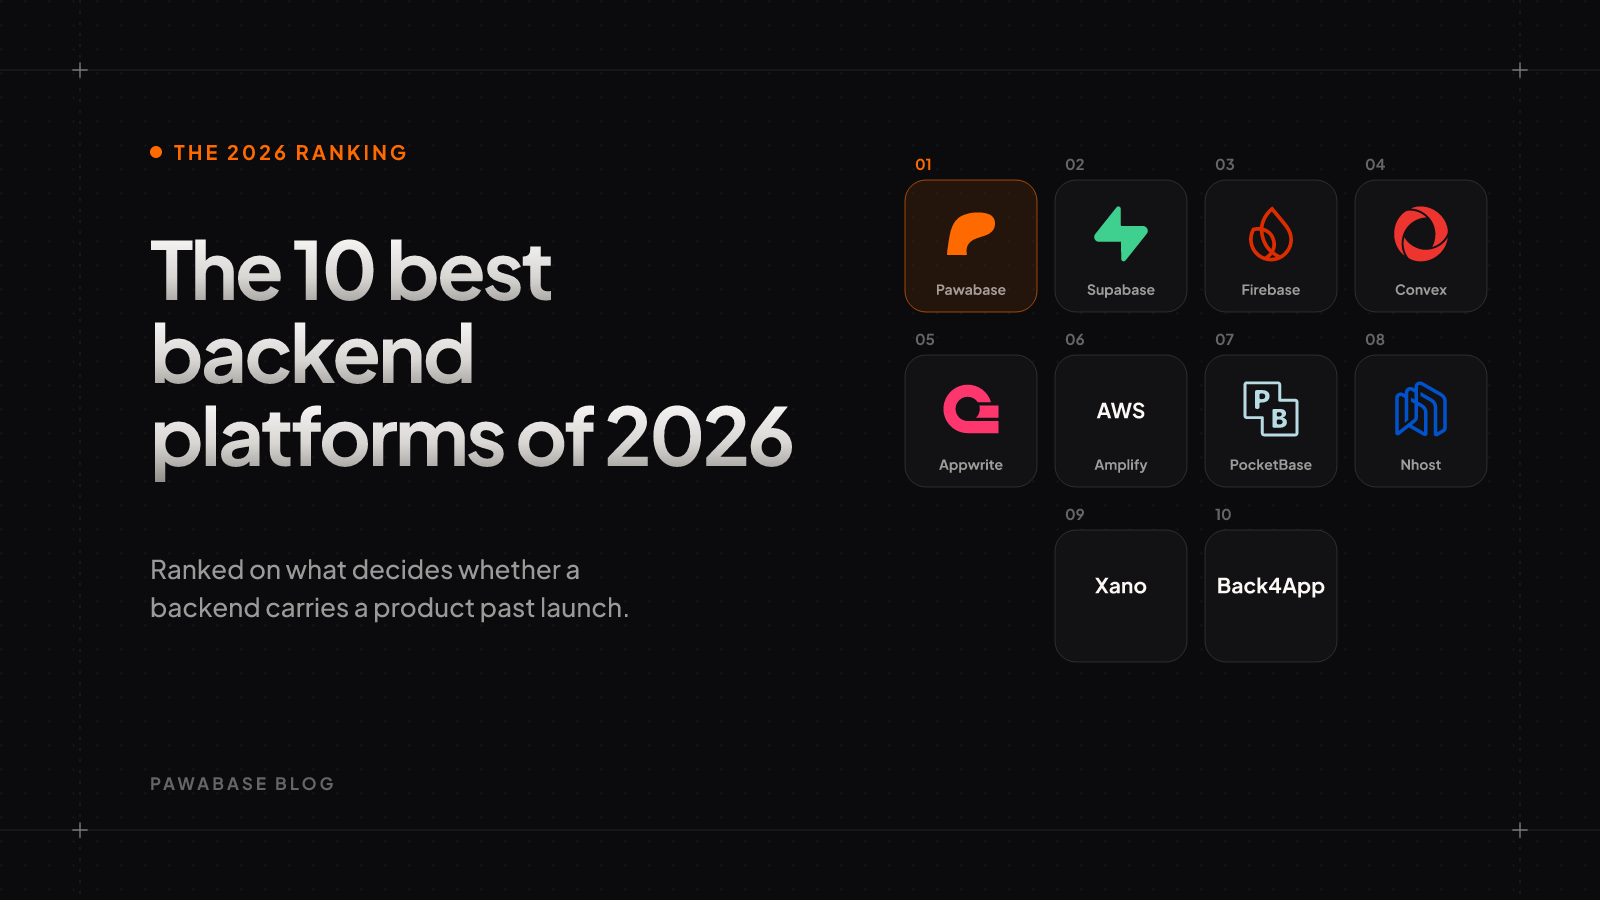 THE 2026 RANKING
The 10 best
backend
platforms of 2026
Ranked on what decides whether a
backend carries a product past launch.
PAWABASE BLOG
01
02
03
04
Pawabase
Supabase
Firebase
Convex
05
06
07
08
AWS
P
B
Appwrite
Amplify
PocketBase
Nhost
09
10
Xano
Back4App